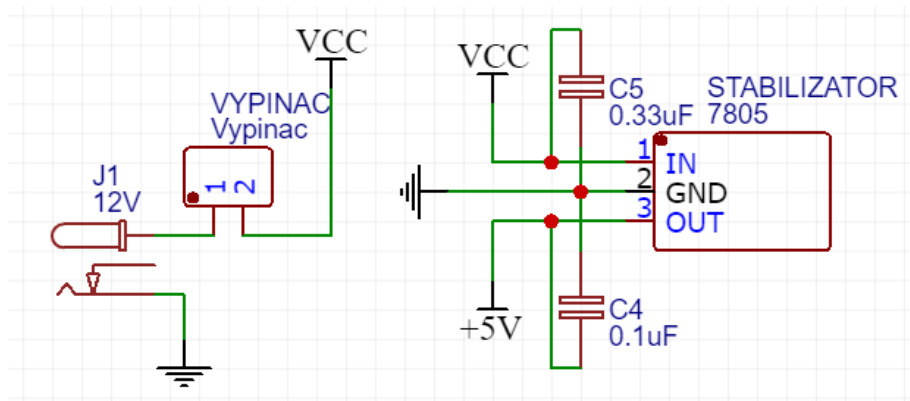 VCC
VYPINAC
Vypinac
1
2
J1
12V
VCC
C5
0.33uF
STABILIZATOR
7805
1
IN
2
GND
3
OUT
+5V
C4
0.1uF